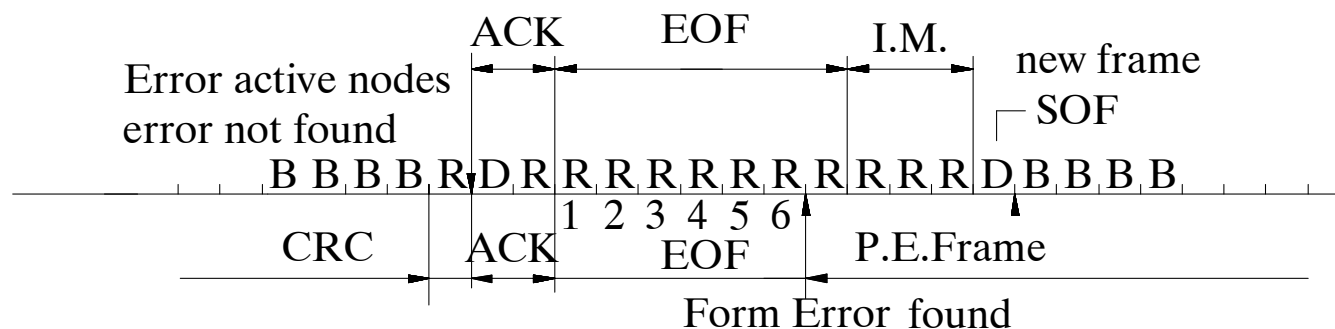 ACK EOF I.M.
new frame
SOF
Error active nodes
error not found
B B B B R D R R R R R R R R R R R D B B B B
1 2 3 4 5 6
CRC ACK EOF P.E.Frame
Form Error found